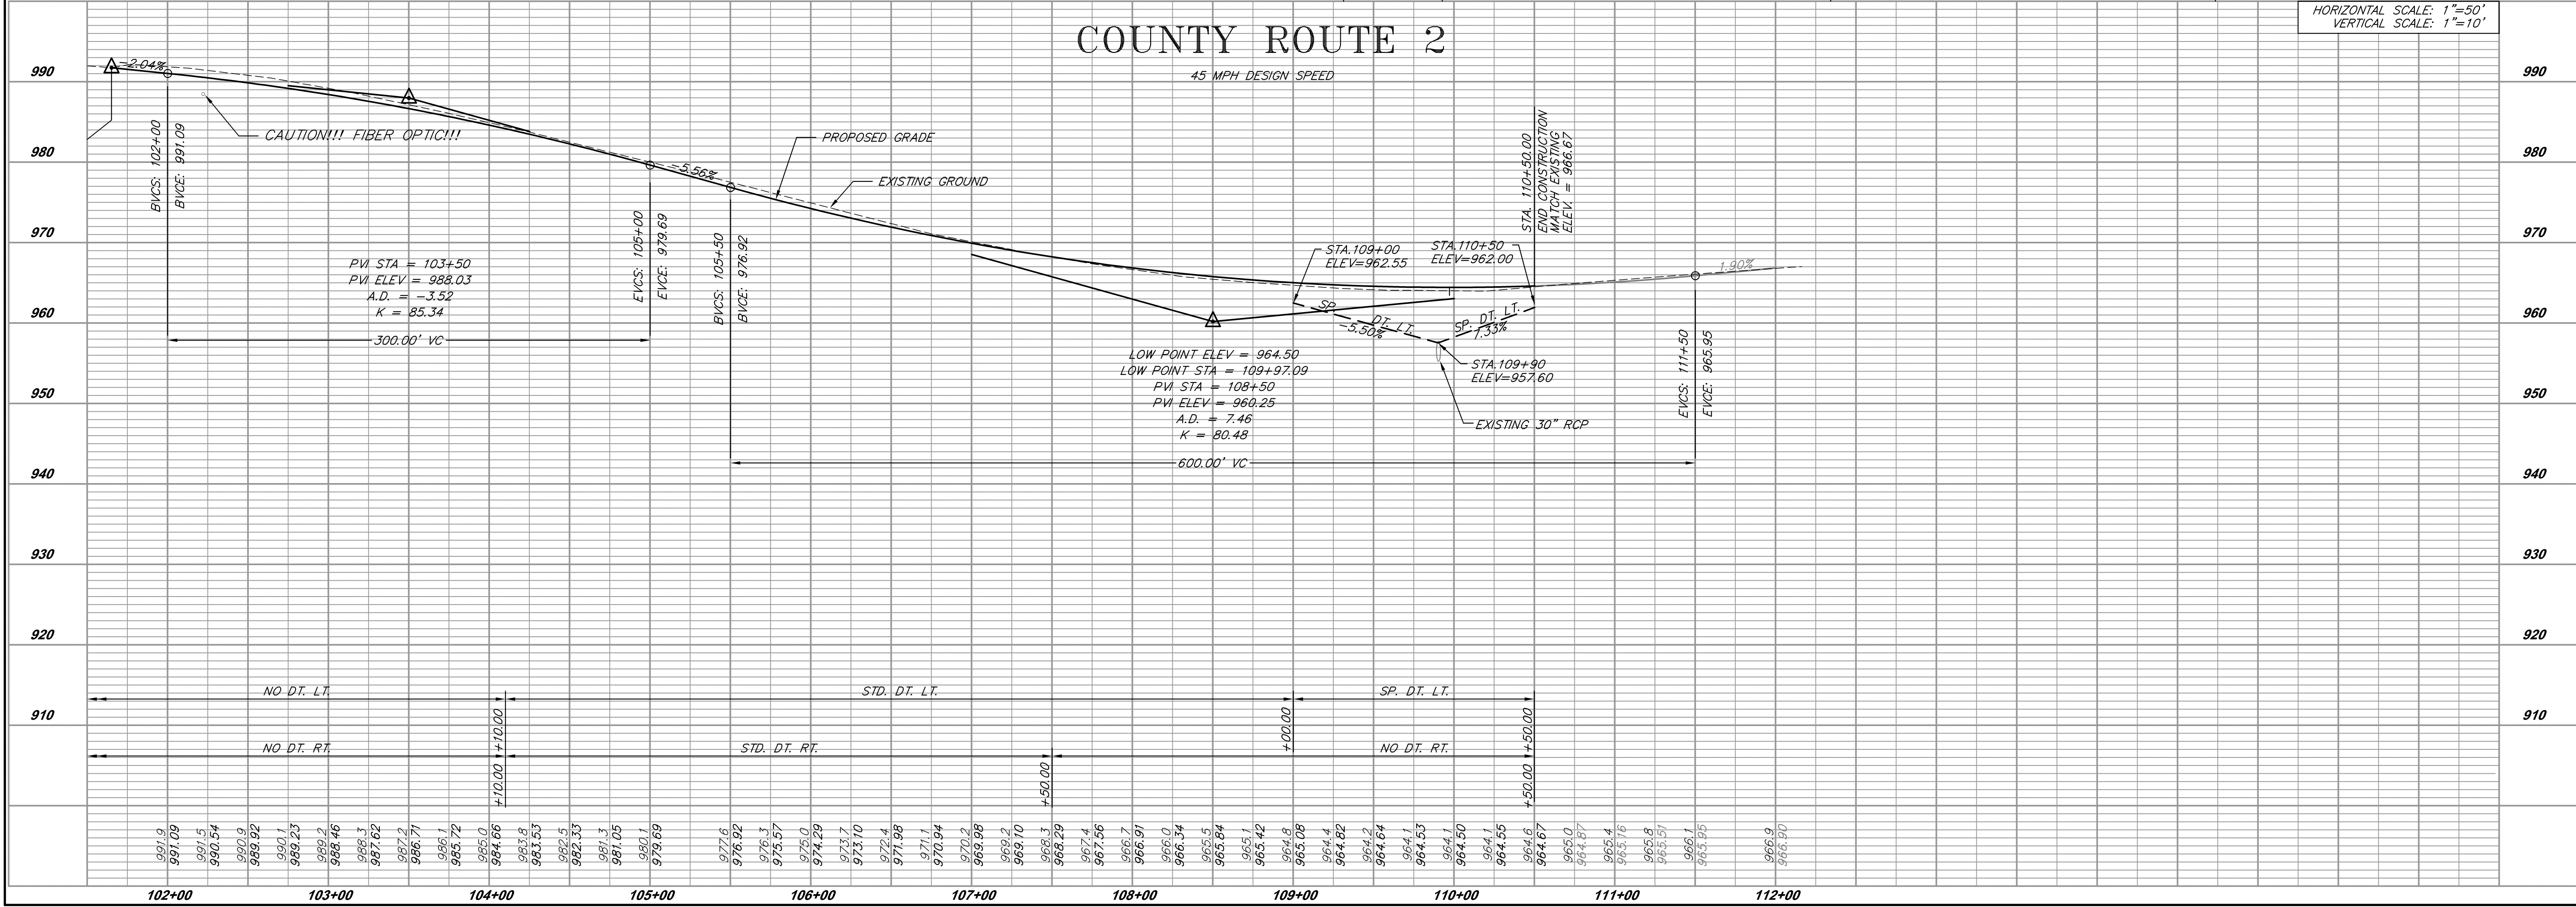 HORIZONTAL SCALE: 1"=50'
VERTICAL SCALE: 1"=10'
COUNTY ROUTE 2
45 MPH DESIGN SPEED
990
980
970
960
950
940
930
920
910
990
980
970
960
950
940
930
920
910
-2.04%
BVCS: 102+00
BVCE: 991.09
CAUTION!!! FIBER OPTIC!!!
PVI STA = 103+50
PVI ELEV = 988.03
A.D. = -3.52
K = 85.34
300.00' VC
EVCS: 105+00
EVCE: 979.69
-5.56%
BVCS: 105+50
BVCE: 976.92
PROPOSED GRADE
EXISTING GROUND
LOW POINT ELEV = 964.50
LOW POINT STA = 109+97.09
PVI STA = 108+50
PVI ELEV = 960.25
A.D. = 7.46
K = 80.48
600.00' VC
STA.109+00
ELEV=962.55
STA.110+50
ELEV=962.00
STA. 110+50.00
END CONSTRUCTION
MATCH EXISTING
ELEV. = 966.67
SP. DT. LT.
-5.50%
SP. DT. LT.
7.33%
STA.109+90
ELEV=957.60
EXISTING 30" RCP
EVCS: 111+50
EVCE: 965.95
1.90%
NO DT. LT.
+10.00
STD. DT. LT.
+00.00
SP. DT. LT.
+50.00
NO DT. RT.
+10.00
STD. DT. RT.
+50.00
NO DT. RT.
+50.00
991.9
991.09
991.5
990.54
990.9
989.92
990.1
989.23
989.2
988.46
988.3
987.62
987.2
986.71
986.1
985.72
985.0
984.66
983.8
983.53
982.5
982.33
981.3
981.05
980.1
979.69
977.6
976.92
976.3
975.57
975.0
974.29
973.7
973.10
972.4
971.98
971.1
970.94
970.2
969.98
969.2
969.10
968.3
968.29
967.4
967.56
966.7
966.91
966.0
966.34
965.5
965.84
965.1
965.42
964.8
965.08
964.4
964.82
964.2
964.64
964.1
964.53
964.1
964.50
964.1
964.55
964.6
964.67
965.0
964.87
965.4
965.16
965.8
965.51
966.1
965.95
966.9
966.90
102+00
103+00
104+00
105+00
106+00
107+00
108+00
109+00
110+00
111+00
112+00